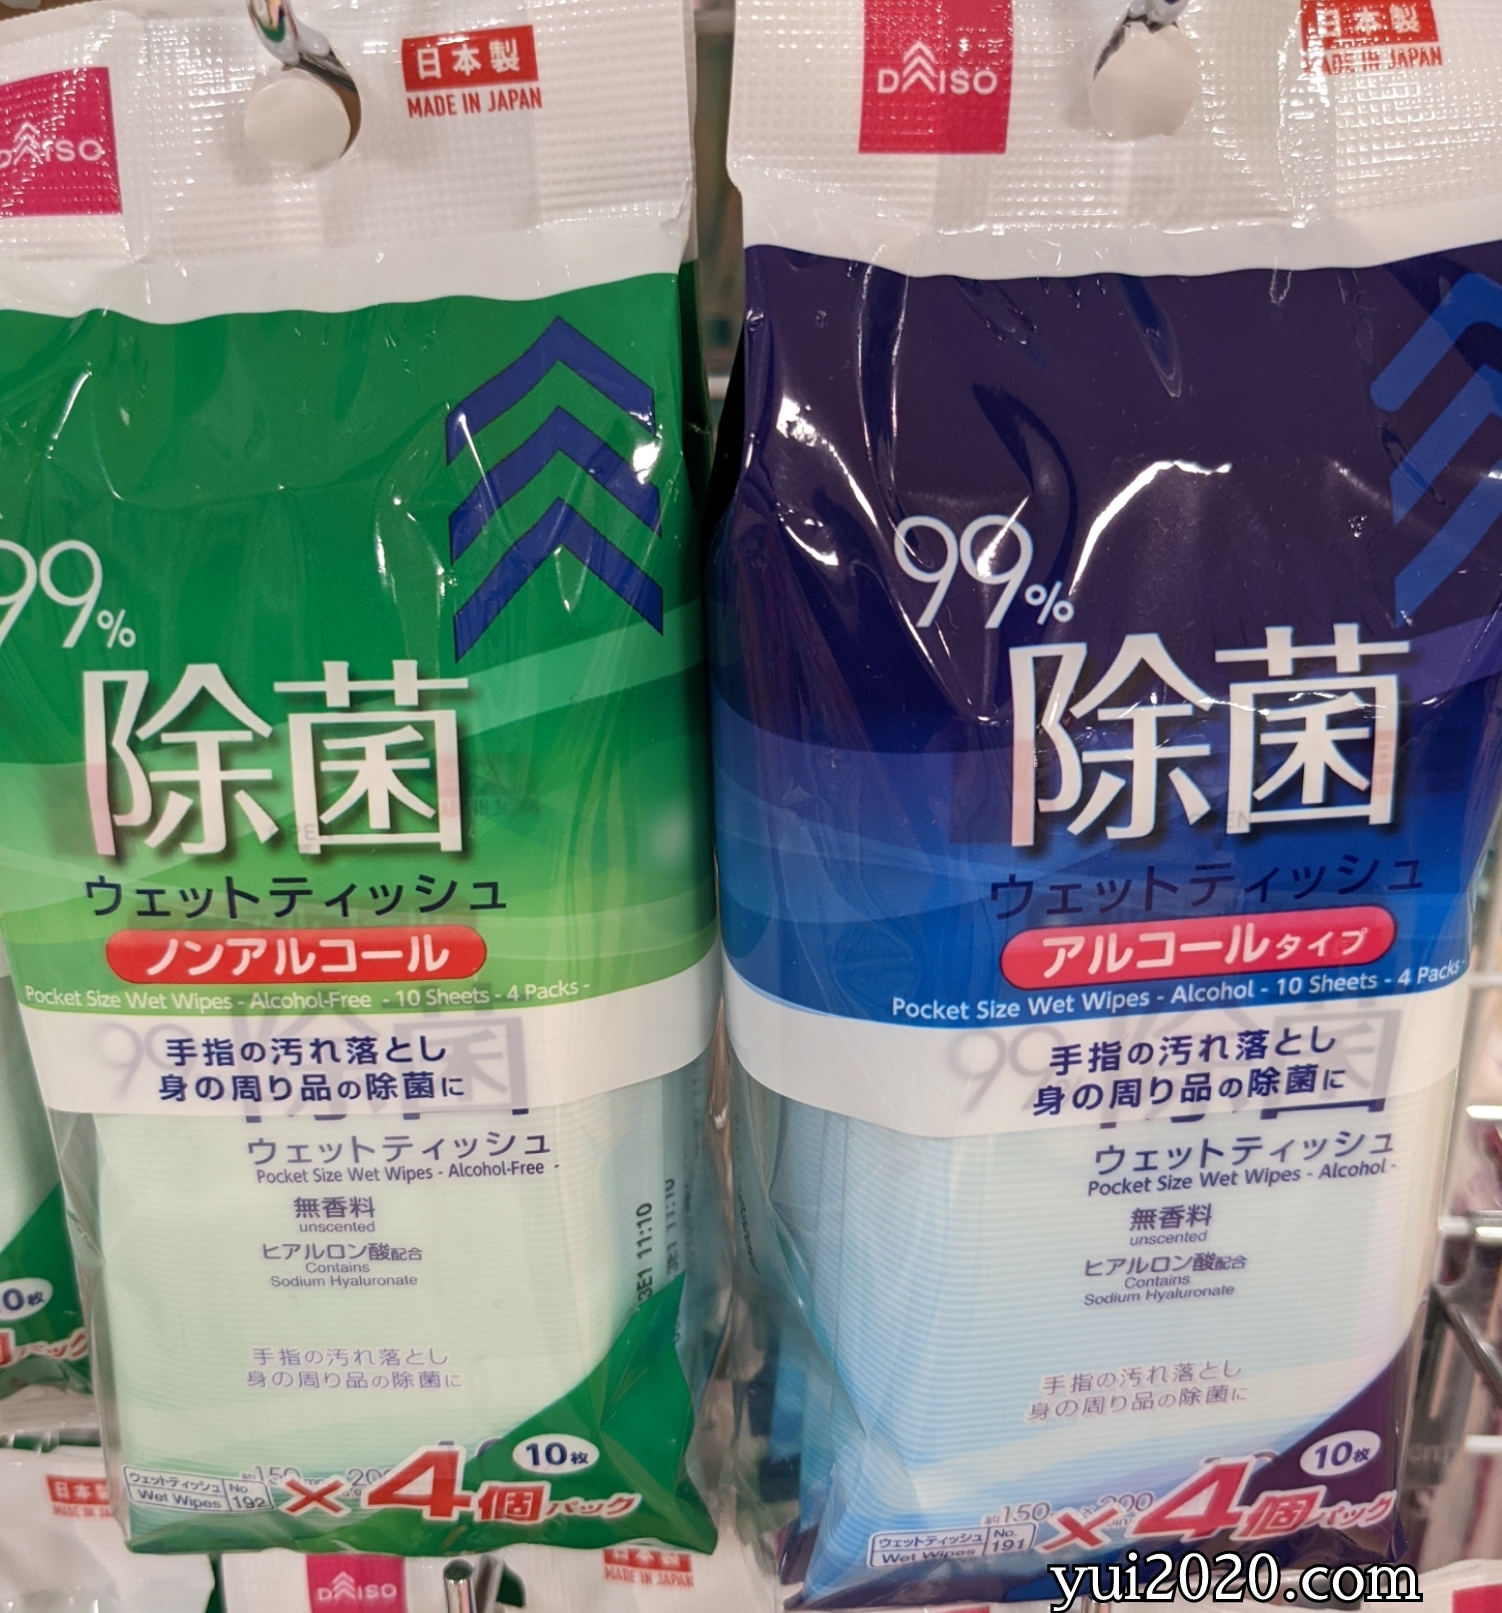 日本製
MADE IN JAPAN
DAISO
99%
除菌
ウェットティッシュ
ノンアルコール
Pocket Size Wet Wipes - Alcohol-Free - 10 Sheets - 4 Packs -
手指の汚れ落とし
身の周り品の除菌に
ウェットティッシュ
Pocket Size Wet Wipes - Alcohol-Free -
無香料
unscented
ヒアルロン酸配合
Contains
Sodium Hyaluronate
手指の汚れ落とし
身の周り品の除菌に
3E1 11:10
10枚
ウェットティッシュ No.
Wet Wipes 192
×4個パック
日本製
MADE IN JAPAN
DAISO
99%
除菌
ウェットティッシュ
アルコールタイプ
Pocket Size Wet Wipes - Alcohol - 10 Sheets - 4 Packs -
手指の汚れ落とし
身の周り品の除菌に
ウェットティッシュ
Pocket Size Wet Wipes - Alcohol -
無香料
unscented
ヒアルロン酸配合
Contains
Sodium Hyaluronate
手指の汚れ落とし
身の周り品の除菌に
10枚
ウェットティッシュ No.
Wet Wipes 191
×4個パック
DAISO
日本製
MADE IN JAPAN
yui2020.com